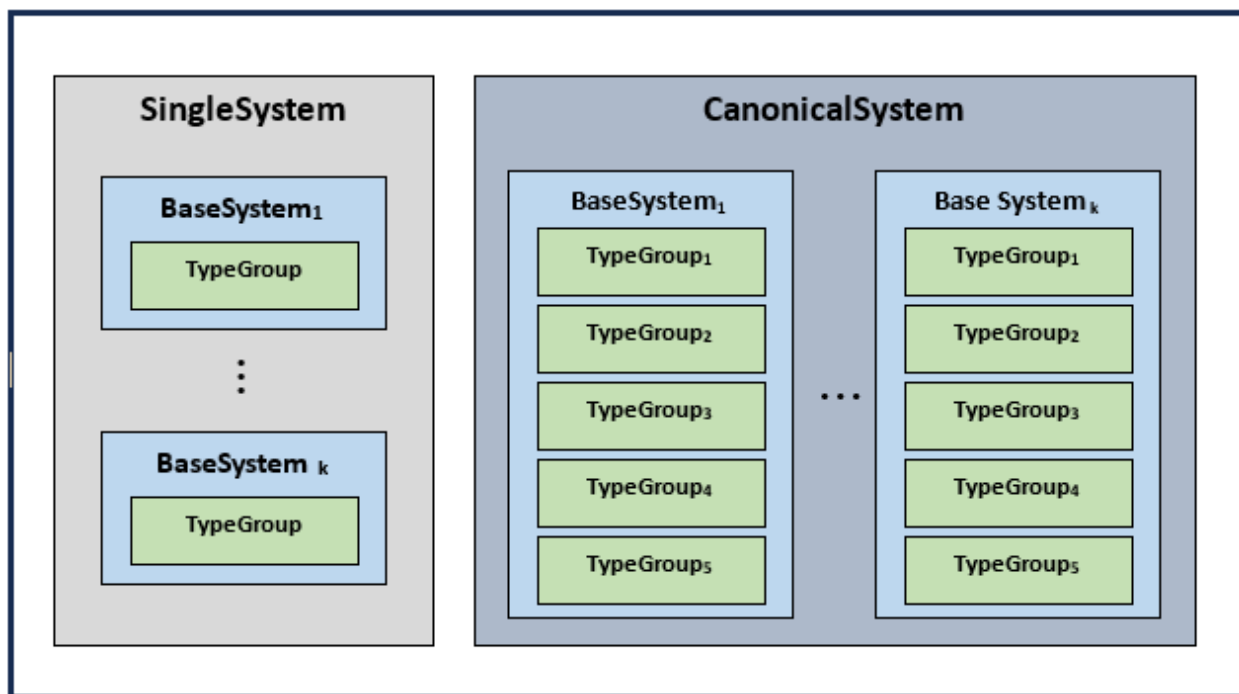 SingleSystem
BaseSystem₁
TypeGroup
⋮
BaseSystem ₖ
TypeGroup
CanonicalSystem
BaseSystem₁
TypeGroup₁
TypeGroup₂
TypeGroup₃
TypeGroup₄
TypeGroup₅
...
Base System ₖ
TypeGroup₁
TypeGroup₂
TypeGroup₃
TypeGroup₄
TypeGroup₅